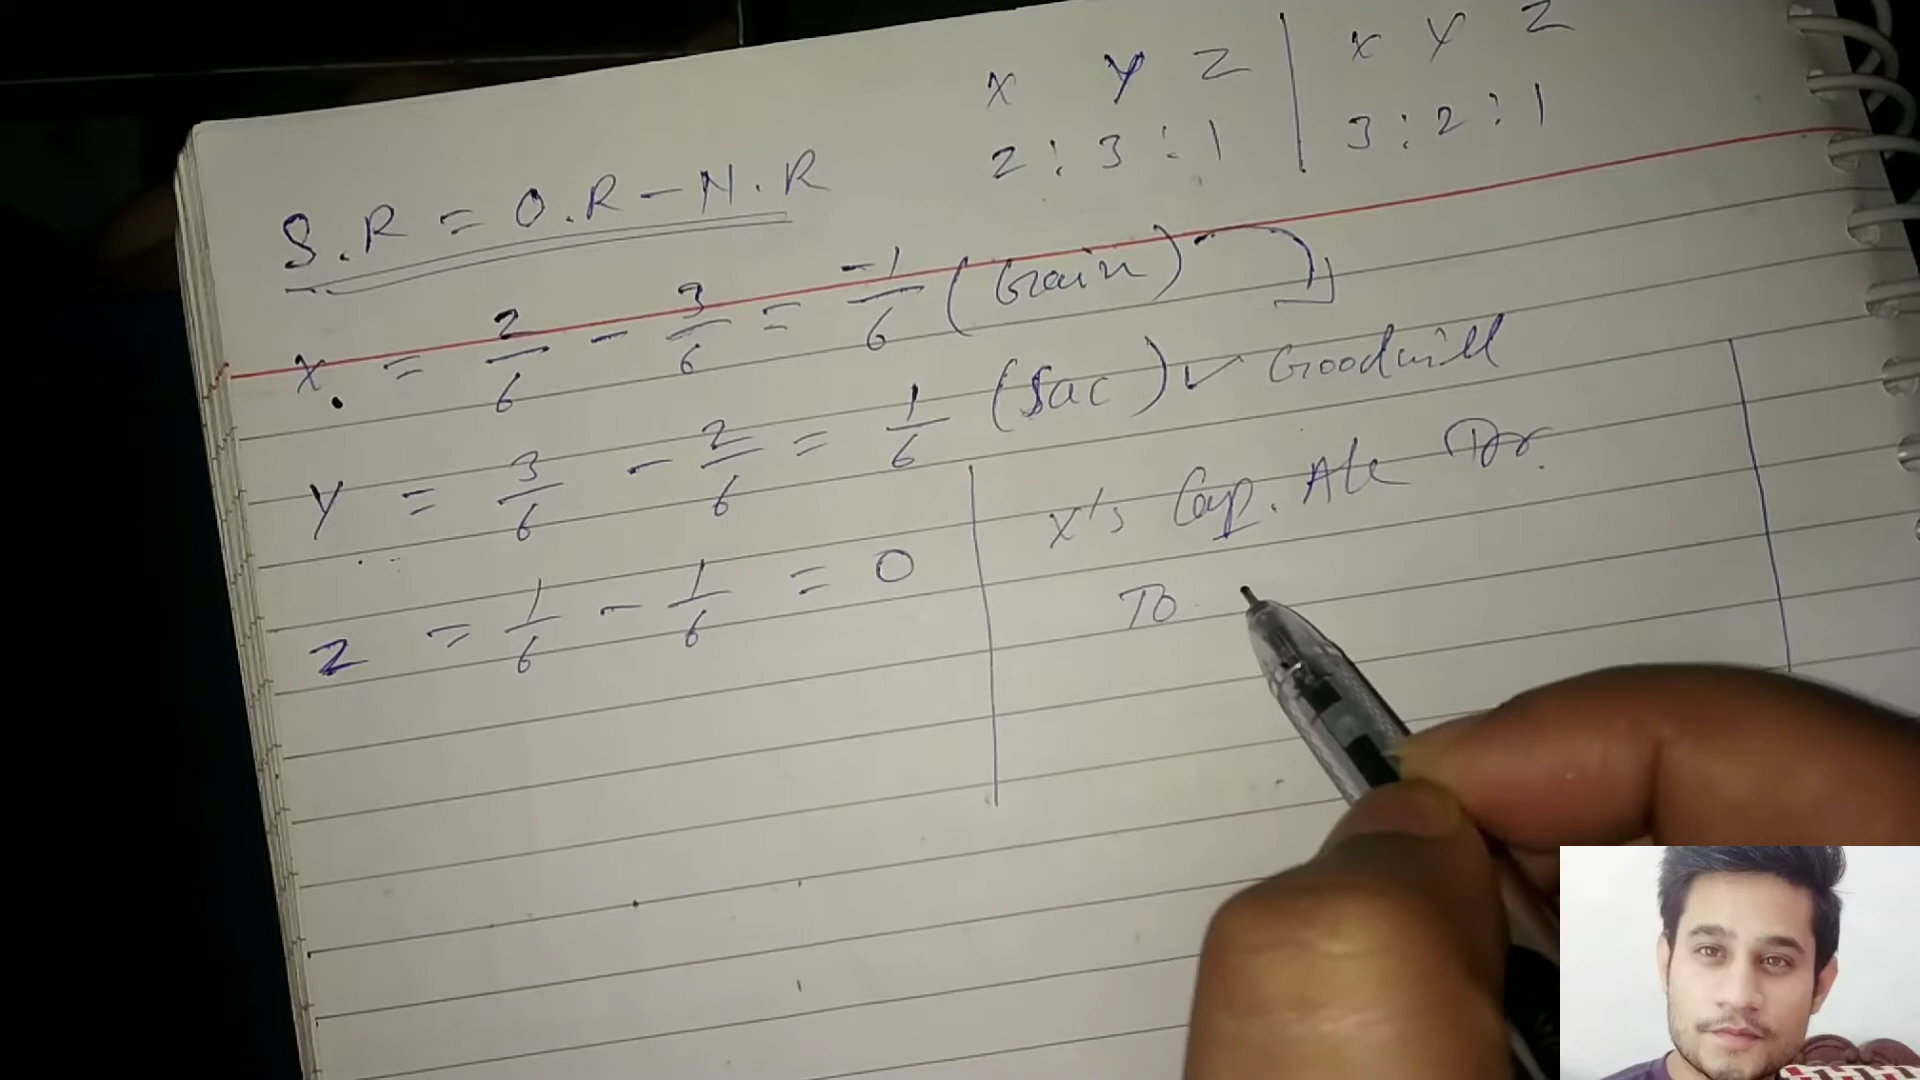 X Y Z | X Y Z
2 : 3 : 1 | 3 : 2 : 1
S.R = O.R - N.R
X = 2/6 - 3/6 = -1/6 (Gain)
Y = 3/6 - 2/6 = 1/6 (Sac) ✓ Goodwill
Z = 1/6 - 1/6 = 0
X's Cap. A/c Dr.
To